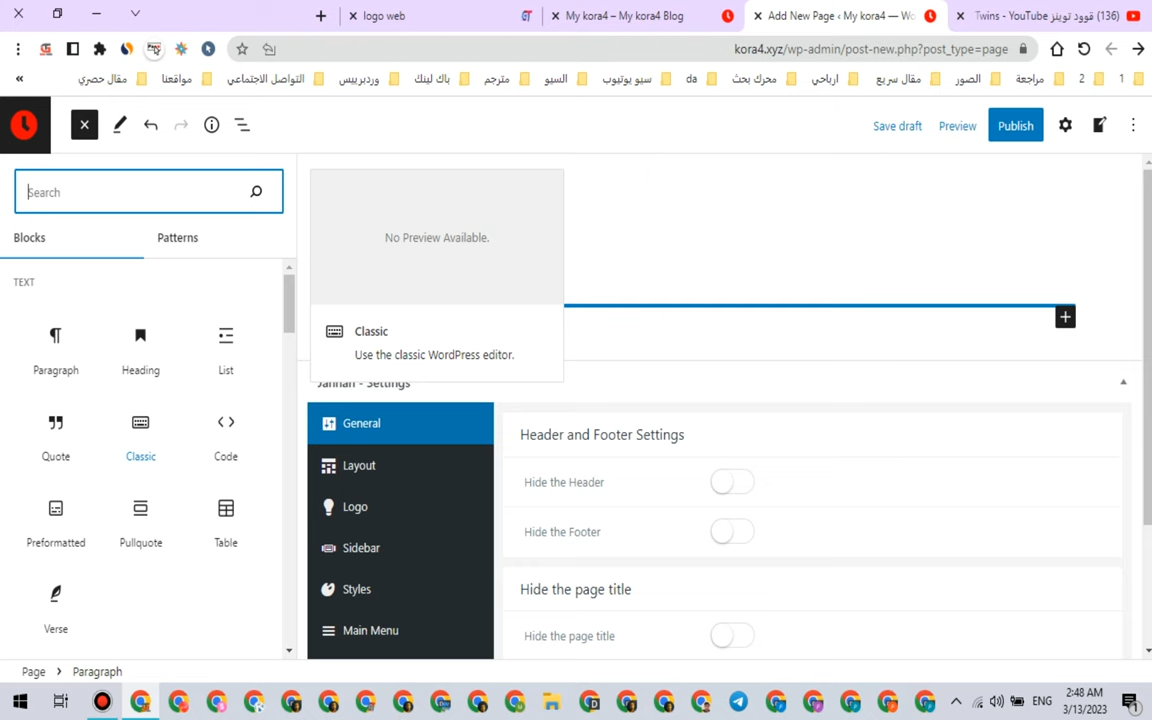 logo web
My kora4 – My kora4 Blog
Add New Page ‹ My kora4 — Wo
(136) قوود توينز Twins - YouTube
kora4.xyz/wp-admin/post-new.php?post_type=page
» مقال حصري مواقعنا التواصل الاجتماعي وردبرييس باك لينك مترجم السيو سيو يوتيوب da محرك بحث ارباحي مقال سريع الصور مراجعة 2 1
Save draft Preview Publish
Search
Blocks Patterns
TEXT
Paragraph Heading List
Quote Classic Code
Preformatted Pullquote Table
Verse
No Preview Available.
Classic
Use the classic WordPress editor.
Jannah - Settings
General
Layout
Logo
Sidebar
Styles
Main Menu
Header and Footer Settings
Hide the Header
Hide the Footer
Hide the page title
Hide the page title
Page > Paragraph
ENG
2:48 AM
3/13/2023